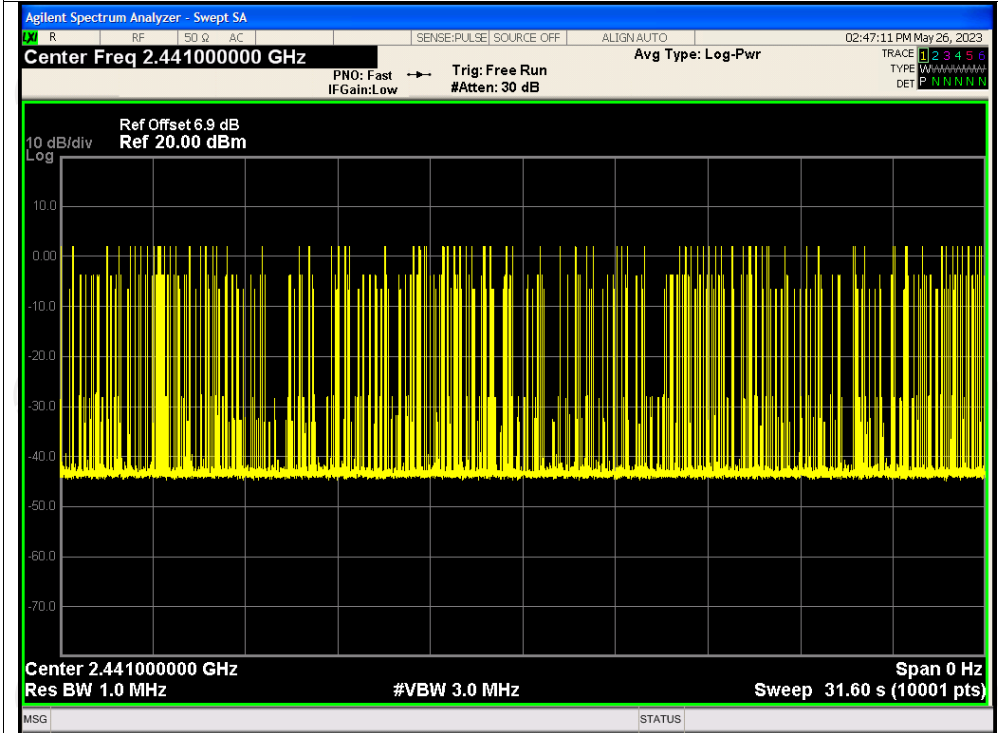 Agilent Spectrum Analyzer - Swept SA
LXI R RF 50 Ω AC SENSE:PULSE SOURCE OFF ALIGN AUTO 02:47:11 PM May 26, 2023
Center Freq 2.441000000 GHz Avg Type: Log-Pwr TRACE 1 2 3 4 5 6
PNO: Fast Trig: Free Run TYPE W
IFGain:Low #Atten: 30 dB DET P N N N N N
Ref Offset 6.9 dB
10 dB/div Ref 20.00 dBm
Log
10.0
0.00
-10.0
-20.0
-30.0
-40.0
-50.0
-60.0
-70.0
Center 2.441000000 GHz Span 0 Hz
Res BW 1.0 MHz #VBW 3.0 MHz Sweep 31.60 s (10001 pts)
MSG STATUS